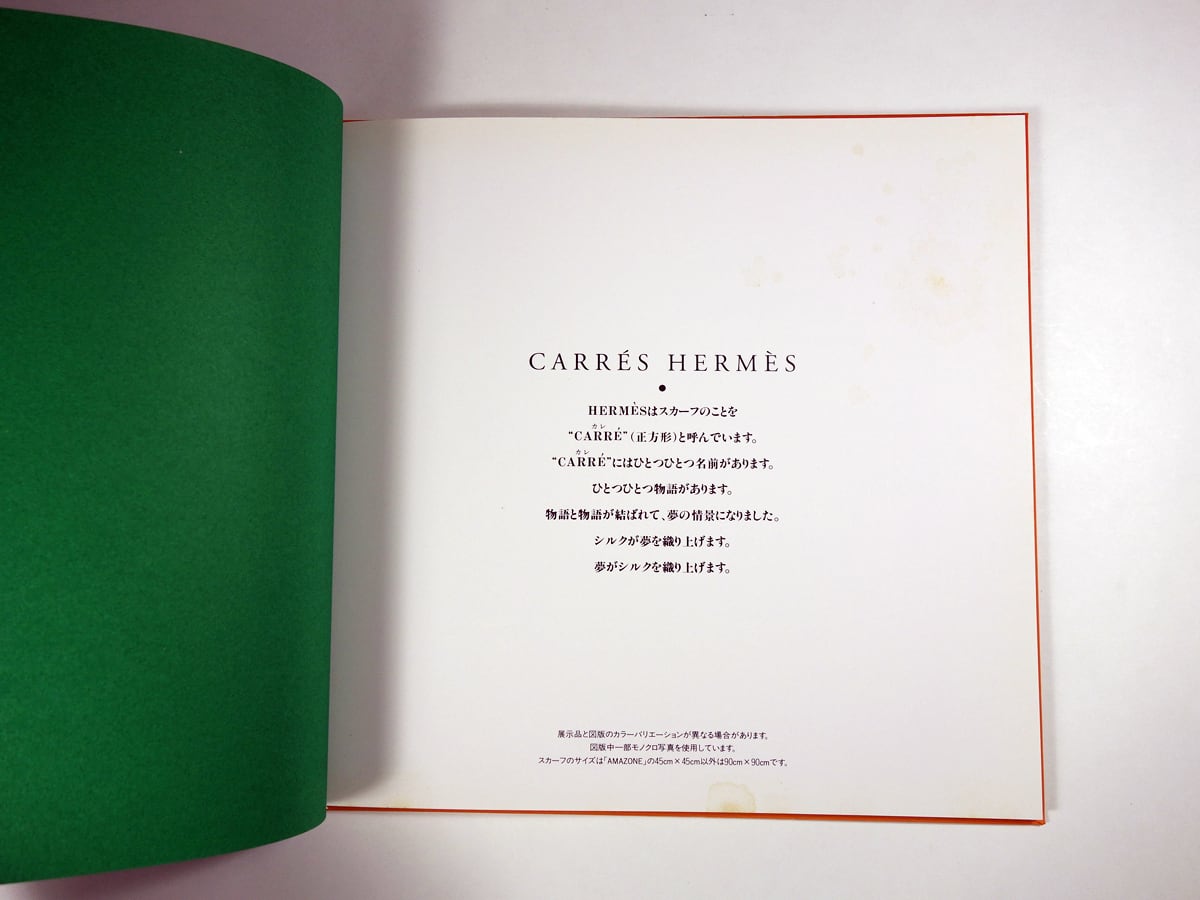 CARRÉS HERMÈS
●
HERMÈSはスカーフのことを
カレ
“CARRÉ”（正方形）と呼んでいます。
カレ
“CARRÉ”にはひとつひとつ名前があります。
ひとつひとつ物語があります。
物語と物語が結ばれて、夢の情景になりました。
シルクが夢を織り上げます。
夢がシルクを織り上げます。
展示品と図版のカラーバリエーションが異なる場合があります。
図版中一部モノクロ写真を使用しています。
スカーフのサイズは「AMAZONE」の45cm×45cm以外は90cm×90cmです。